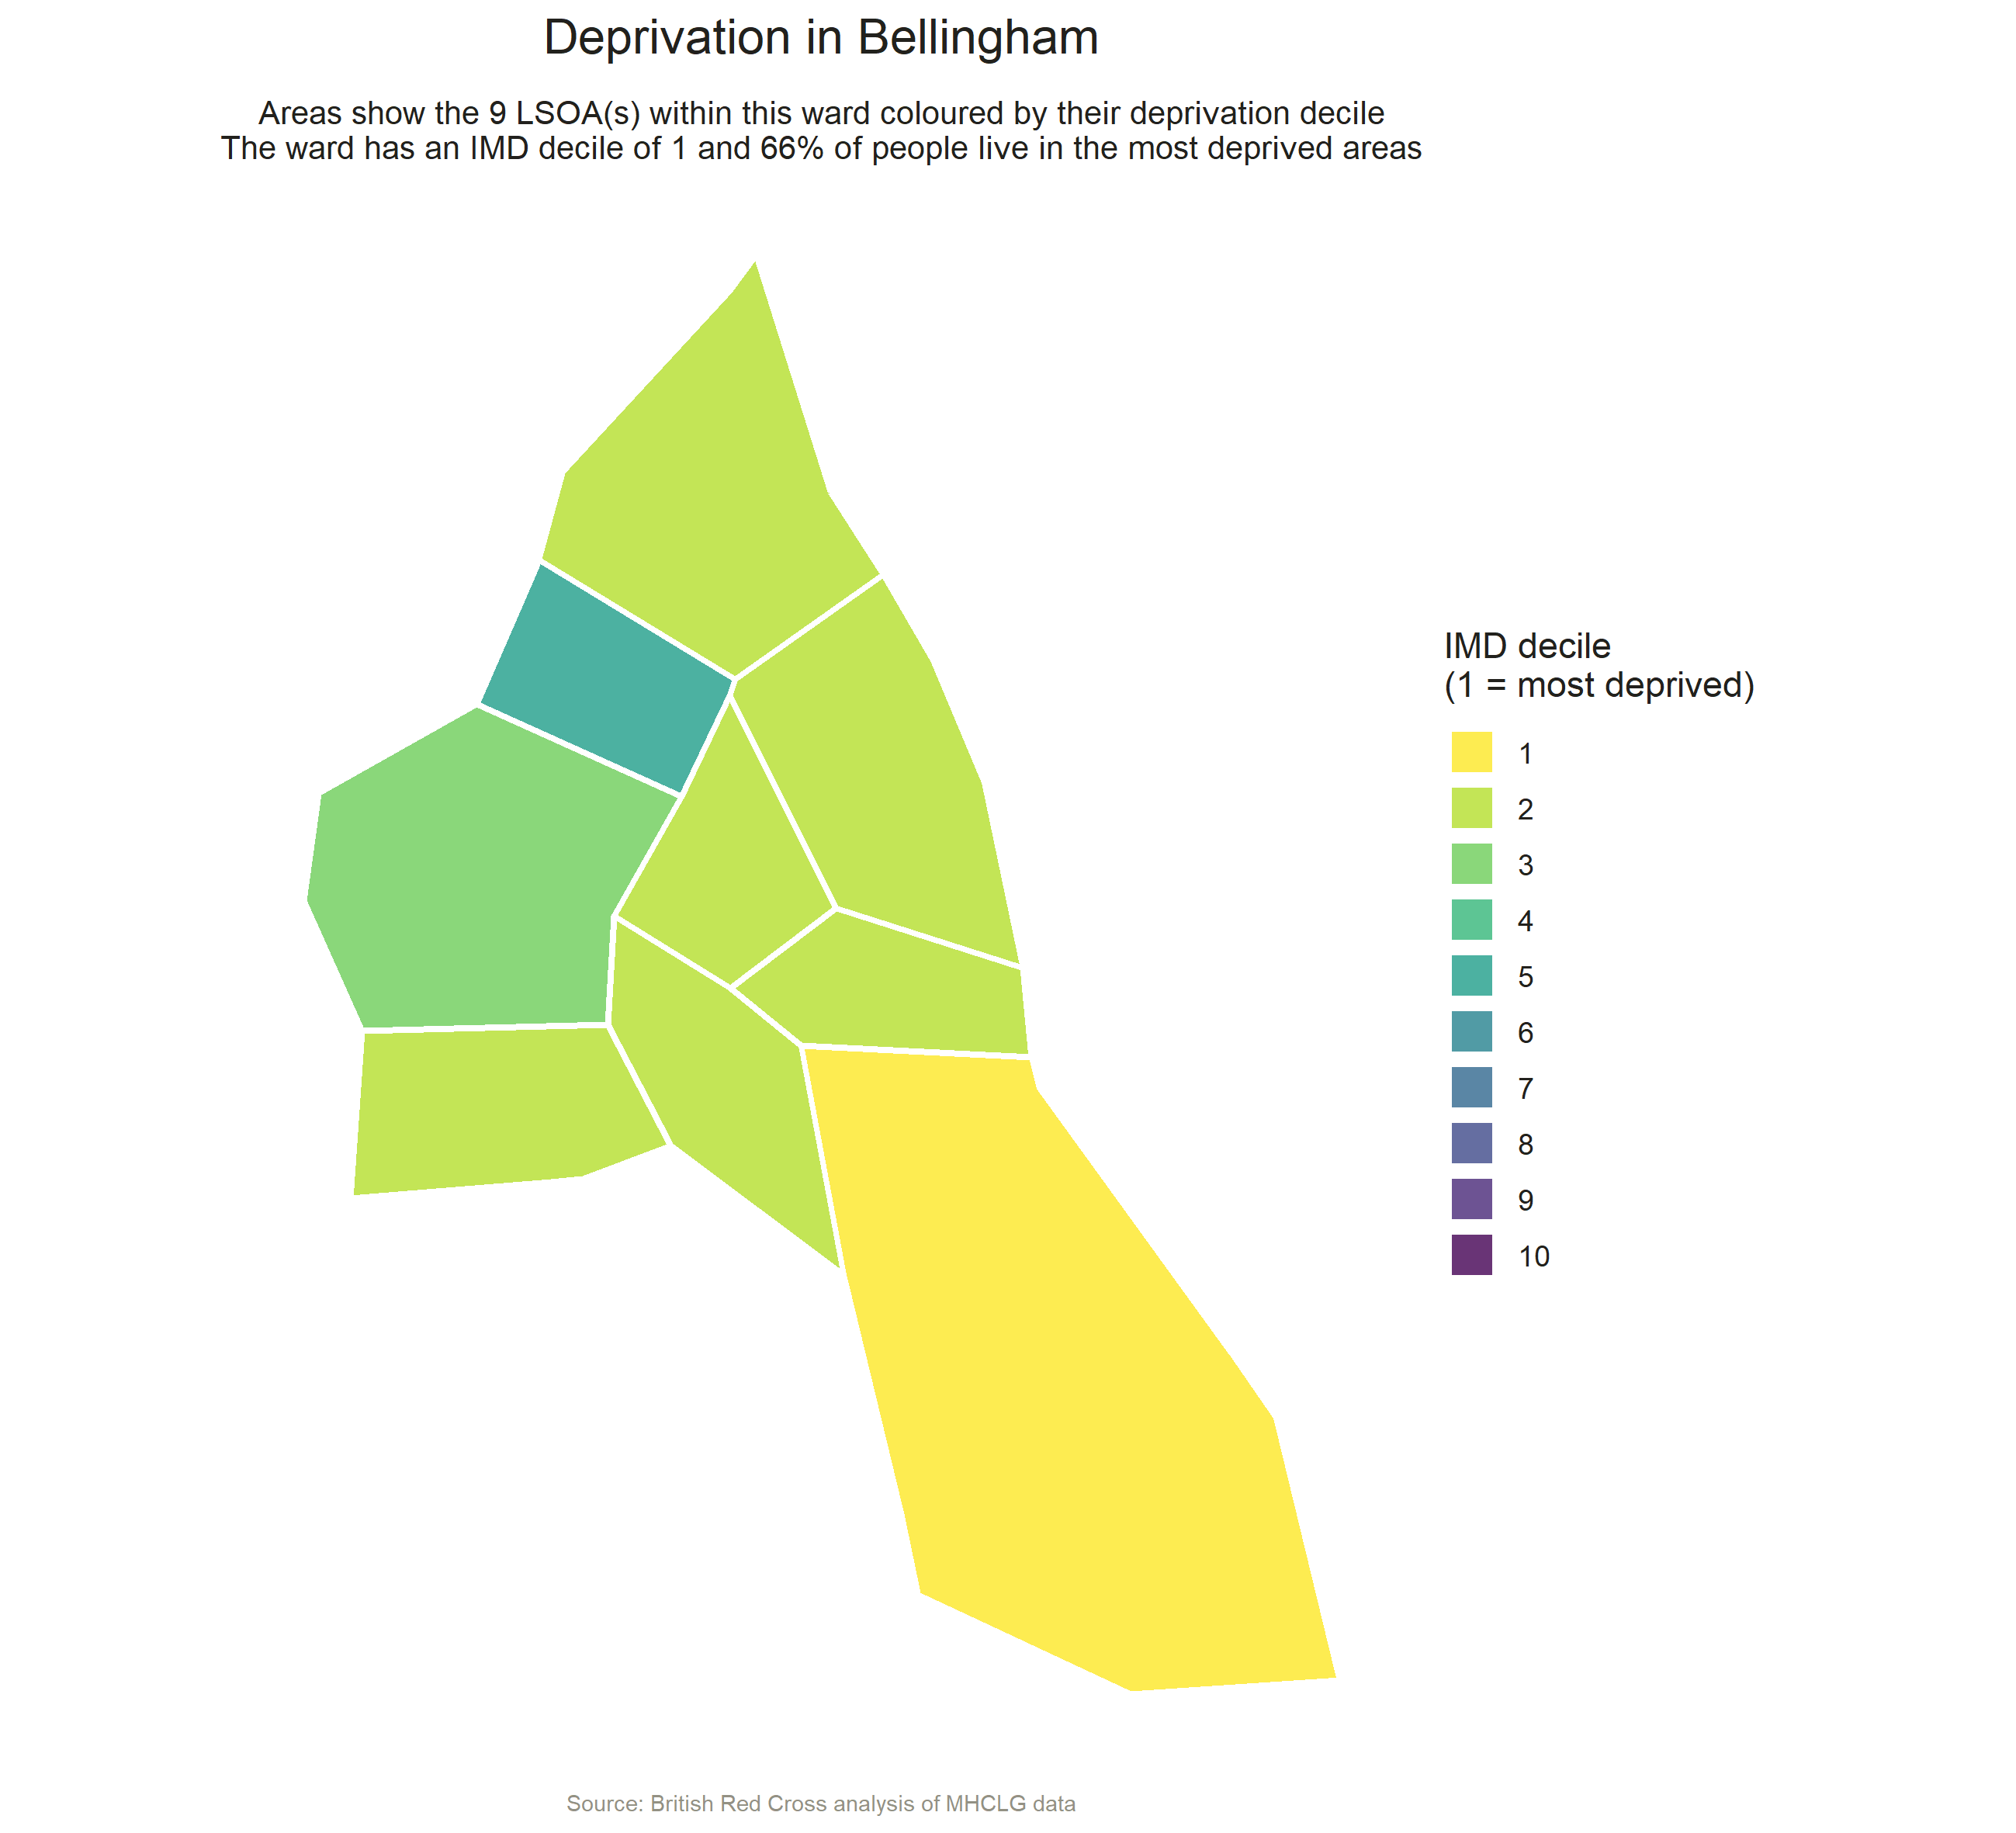 Deprivation in Bellingham
Areas show the 9 LSOA(s) within this ward coloured by their deprivation decile
The ward has an IMD decile of 1 and 66% of people live in the most deprived areas
IMD decile
(1 = most deprived)
1
2
3
4
5
6
7
8
9
10
Source: British Red Cross analysis of MHCLG data